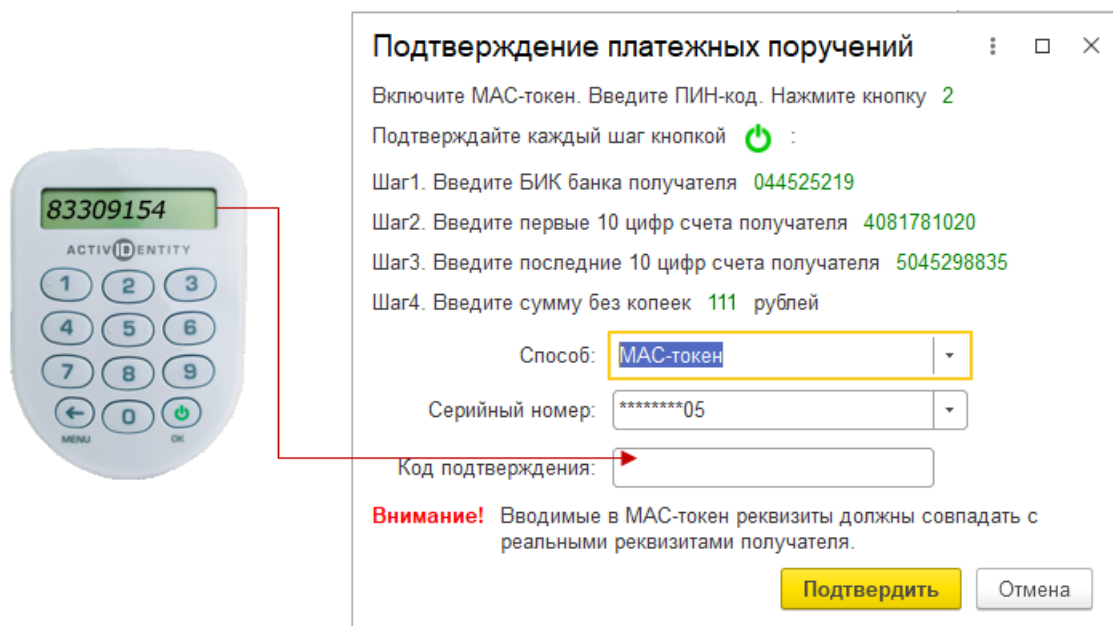 Подтверждение платежных поручений
Включите МАС-токен. Введите ПИН-код. Нажмите кнопку 2
Подтверждайте каждый шаг кнопкой :
Шаг1. Введите БИК банка получателя 044525219
Шаг2. Введите первые 10 цифр счета получателя 4081781020
Шаг3. Введите последние 10 цифр счета получателя 5045298835
Шаг4. Введите сумму без копеек 111 рублей
Способ: МАС-токен
Серийный номер: ********05
Код подтверждения:
Внимание! Вводимые в МАС-токен реквизиты должны совпадать с
реальными реквизитами получателя.
Подтвердить Отмена
83309154
ACTIVIDENTITY
1 2 3
4 5 6
7 8 9
0
MENU OK